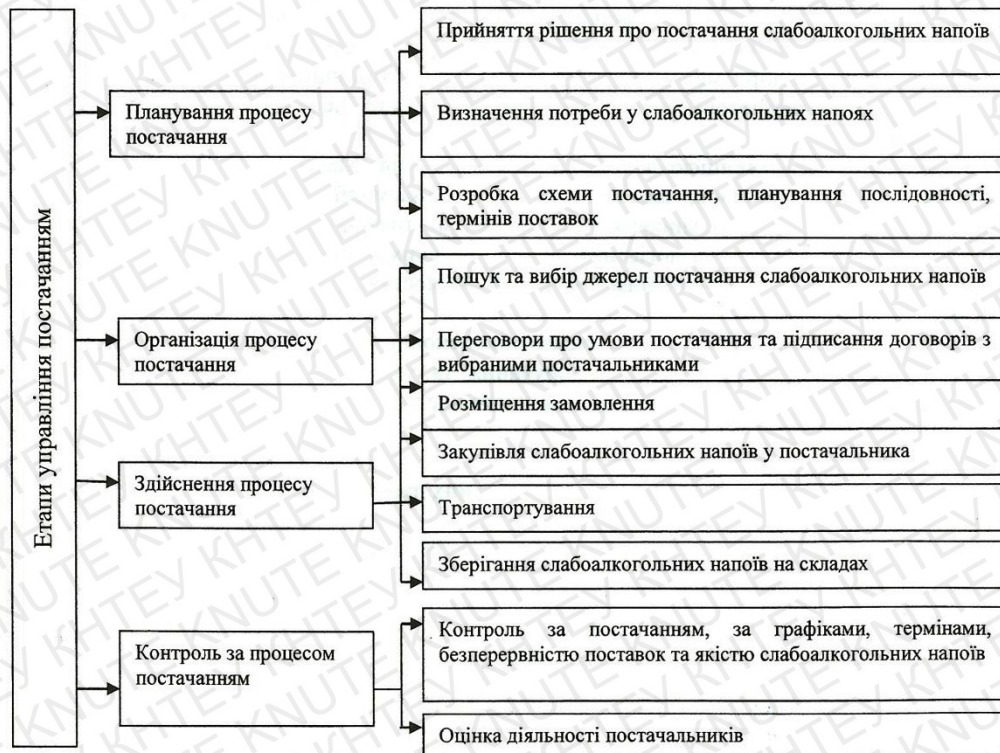 Етапи управління постачанням
Планування процесу
постачання
Прийняття рішення про постачання слабоалкогольних напоїв
Визначення потреби у слабоалкогольних напоях
Розробка схеми постачання, планування послідовності,
термінів поставок
Організація процесу
постачання
Пошук та вибір джерел постачання слабоалкогольних напоїв
Переговори про умови постачання та підписання договорів з
вибраними постачальниками
Розміщення замовлення
Здійснення процесу
постачання
Закупівля слабоалкогольних напоїв у постачальника
Транспортування
Зберігання слабоалкогольних напоїв на складах
Контроль за процесом
постачанням
Контроль за постачанням, за графіками, термінами,
безперервністю поставок та якістю слабоалкогольних напоїв
Оцінка діяльності постачальників